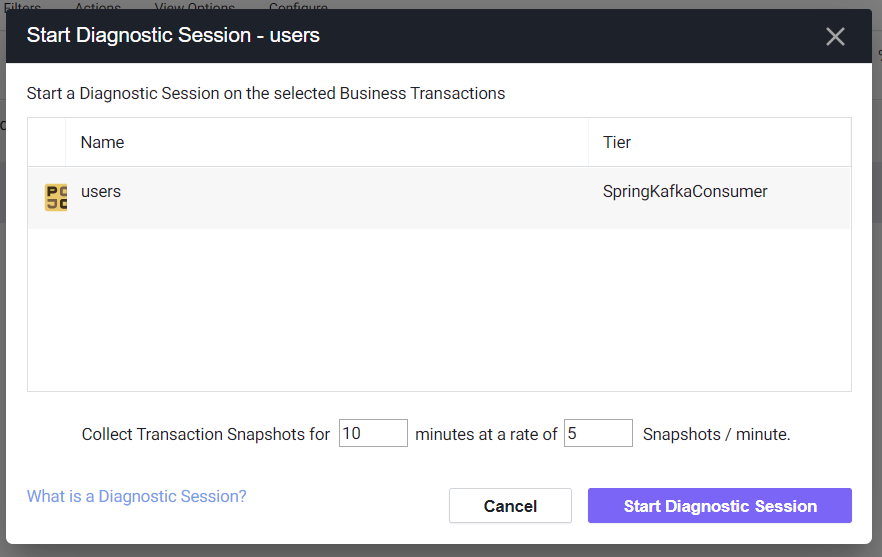 Filters Actions View Options Configure
Start Diagnostic Session - users
Start a Diagnostic Session on the selected Business Transactions
Name Tier
users SpringKafkaConsumer
Collect Transaction Snapshots for 10 minutes at a rate of 5 Snapshots / minute.
What is a Diagnostic Session? Cancel Start Diagnostic Session